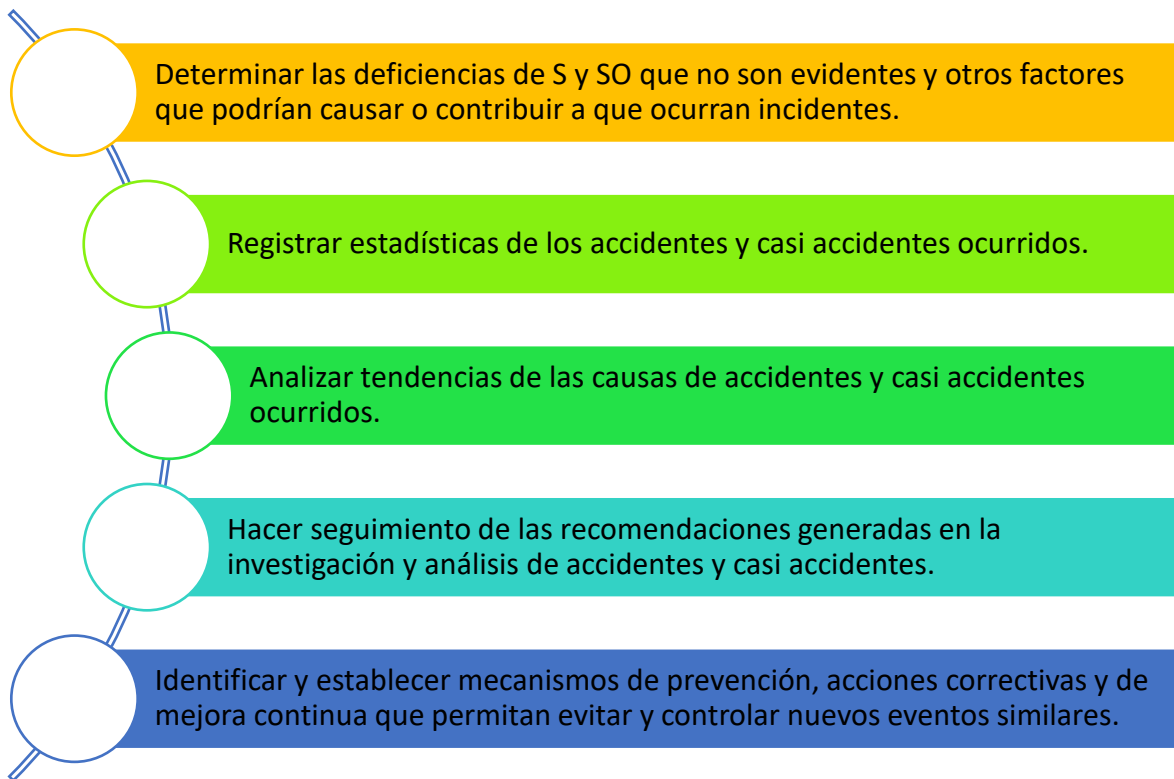 Determinar las deficiencias de S y SO que no son evidentes y otros factores
que podrían causar o contribuir a que ocurran incidentes.
Registrar estadísticas de los accidentes y casi accidentes ocurridos.
Analizar tendencias de las causas de accidentes y casi accidentes
ocurridos.
Hacer seguimiento de las recomendaciones generadas en la
investigación y análisis de accidentes y casi accidentes.
Identificar y establecer mecanismos de prevención, acciones correctivas y de
mejora continua que permitan evitar y controlar nuevos eventos similares.